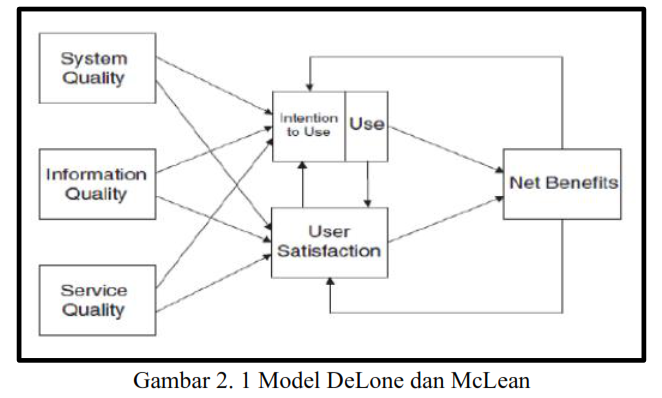 System
Quality
Intention
to Use
Use
Information
Quality
Net Benefits
User
Satisfaction
Service
Quality
Gambar 2. 1 Model DeLone dan McLean